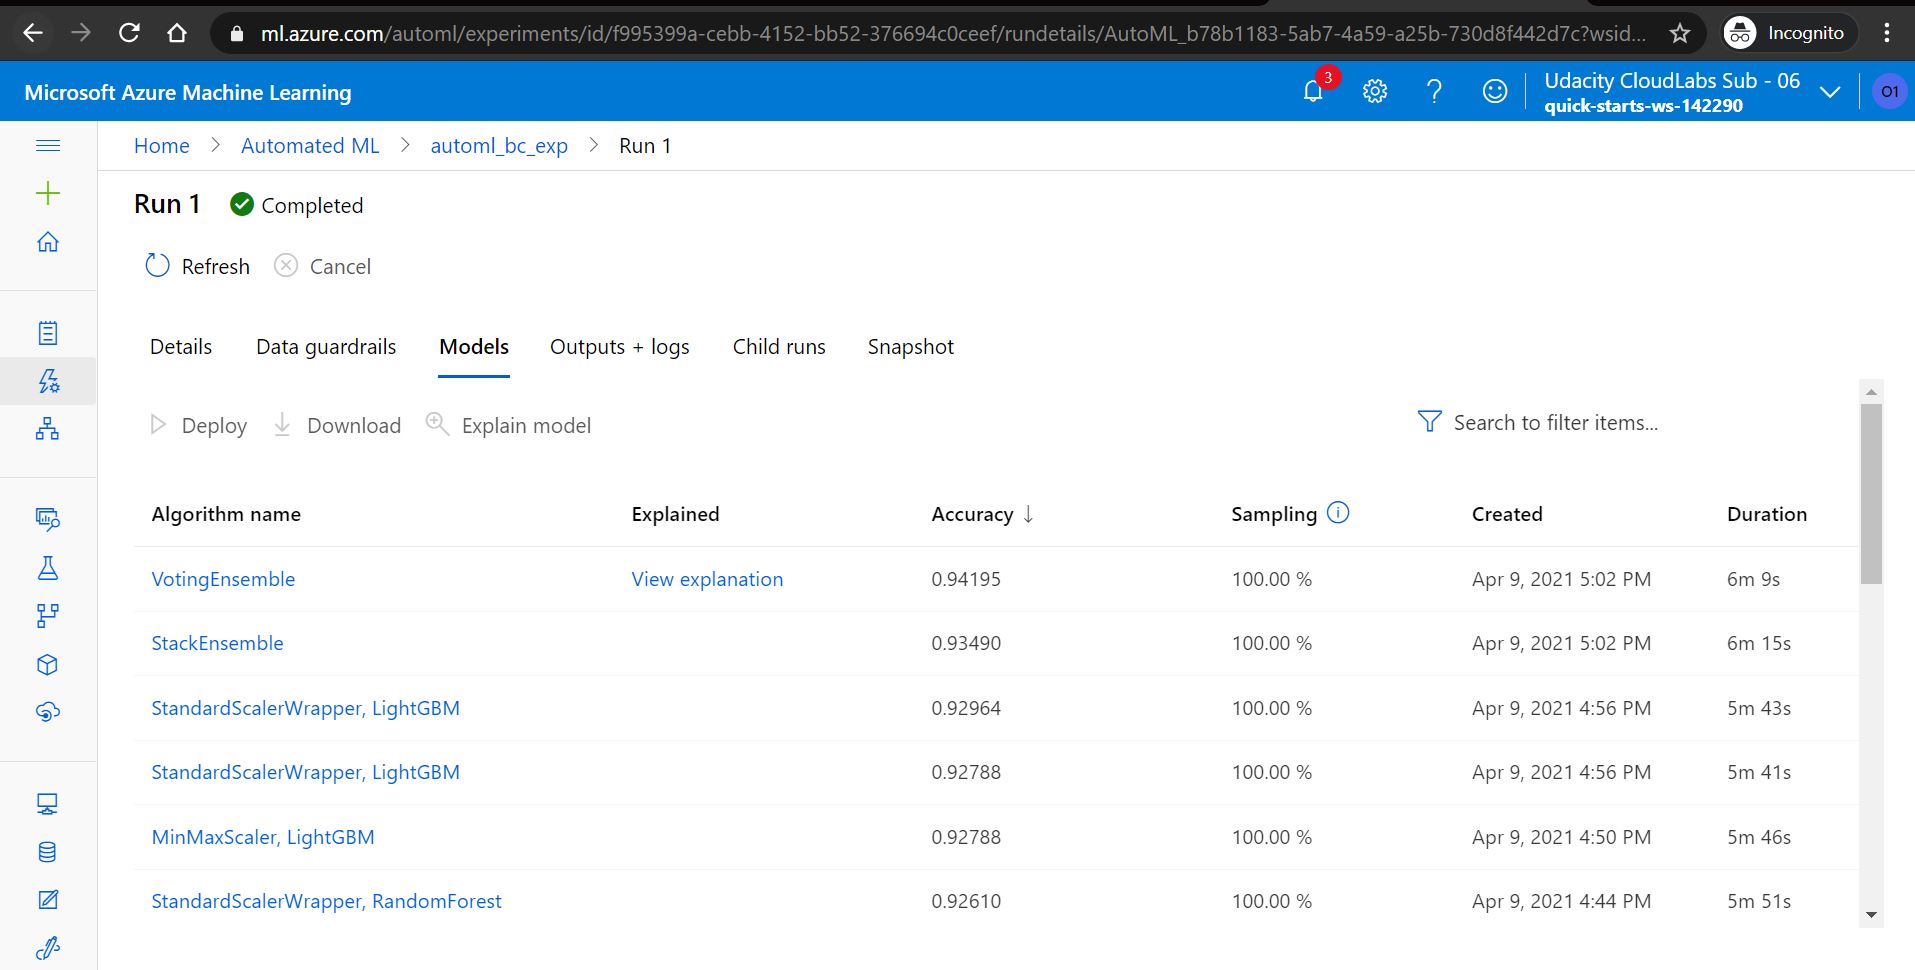 ml.azure.com/automl/experiments/id/f995399a-cebb-4152-bb52-376694c0ceef/rundetails/AutoML_b78b1183-5ab7-4a59-a25b-730d8f442d7c?wsid... Incognito
Microsoft Azure Machine Learning
3
Udacity CloudLabs Sub - 06
quick-starts-ws-142290
O1
Home > Automated ML > automl_bc_exp > Run 1
Run 1 Completed
Refresh Cancel
Details Data guardrails Models Outputs + logs Child runs Snapshot
Deploy Download Explain model Search to filter items...
Algorithm name Explained Accuracy ↓ Sampling Created Duration
VotingEnsemble View explanation 0.94195 100.00 % Apr 9, 2021 5:02 PM 6m 9s
StackEnsemble 0.93490 100.00 % Apr 9, 2021 5:02 PM 6m 15s
StandardScalerWrapper, LightGBM 0.92964 100.00 % Apr 9, 2021 4:56 PM 5m 43s
StandardScalerWrapper, LightGBM 0.92788 100.00 % Apr 9, 2021 4:56 PM 5m 41s
MinMaxScaler, LightGBM 0.92788 100.00 % Apr 9, 2021 4:50 PM 5m 46s
StandardScalerWrapper, RandomForest 0.92610 100.00 % Apr 9, 2021 4:44 PM 5m 51s